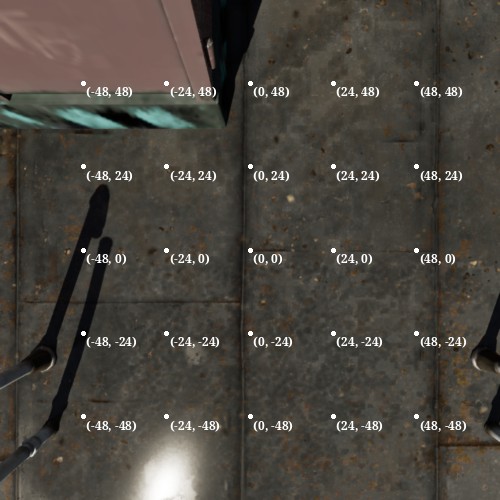 (-48, 48) (-24, 48) (0, 48) (24, 48) (48, 48)
(-48, 24) (-24, 24) (0, 24) (24, 24) (48, 24)
(-48, 0) (-24, 0) (0, 0) (24, 0) (48, 0)
(-48, -24) (-24, -24) (0, -24) (24, -24) (48, -24)
(-48, -48) (-24, -48) (0, -48) (24, -48) (48, -48)